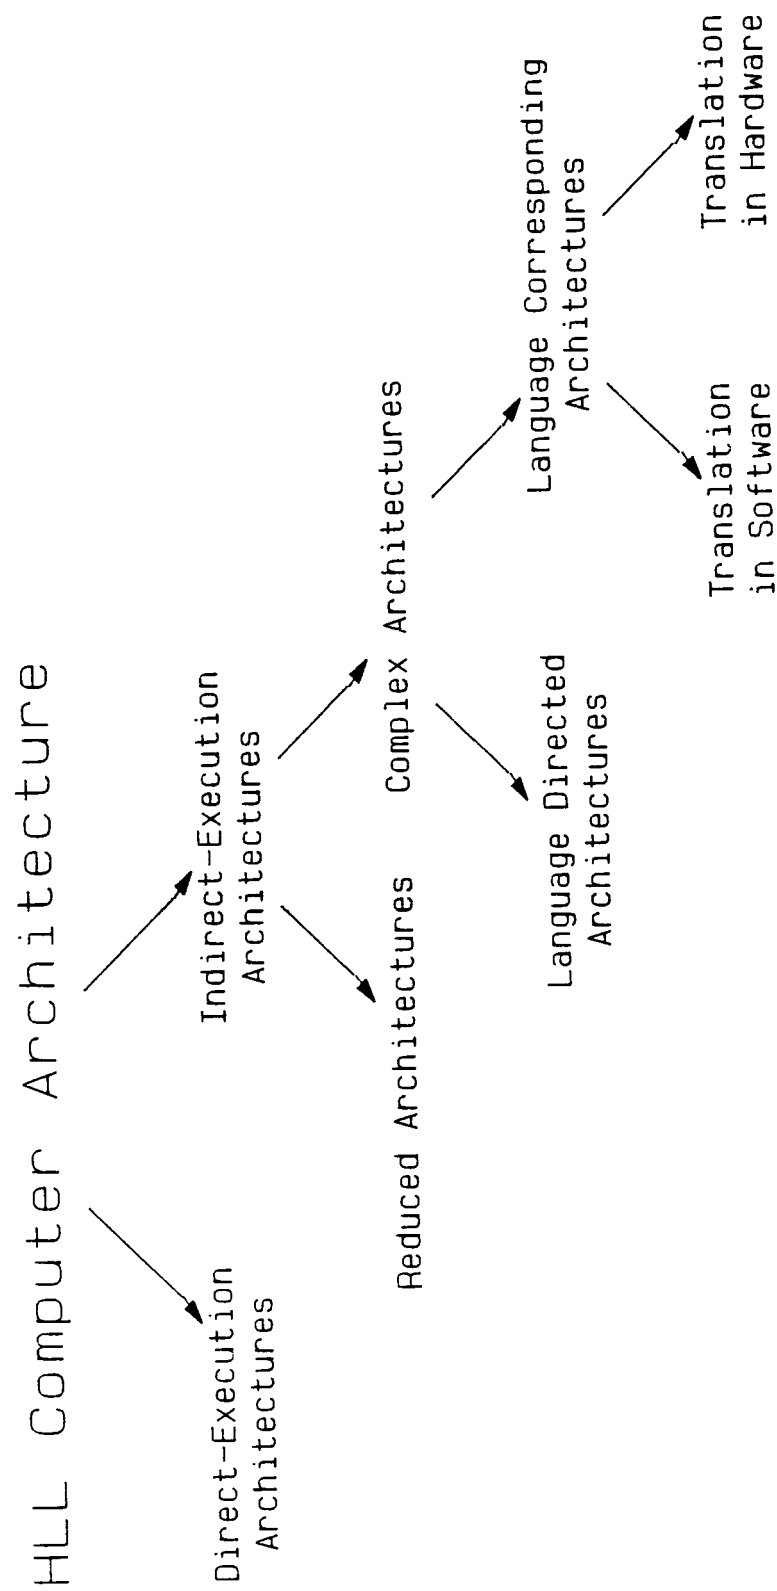 HLL Computer Architecture
Direct-Execution
Architectures
Indirect-Execution
Architectures
Reduced Architectures
Complex Architectures
Language Directed
Architectures
Language Corresponding
Architectures
Translation
in Software
Translation
in Hardware